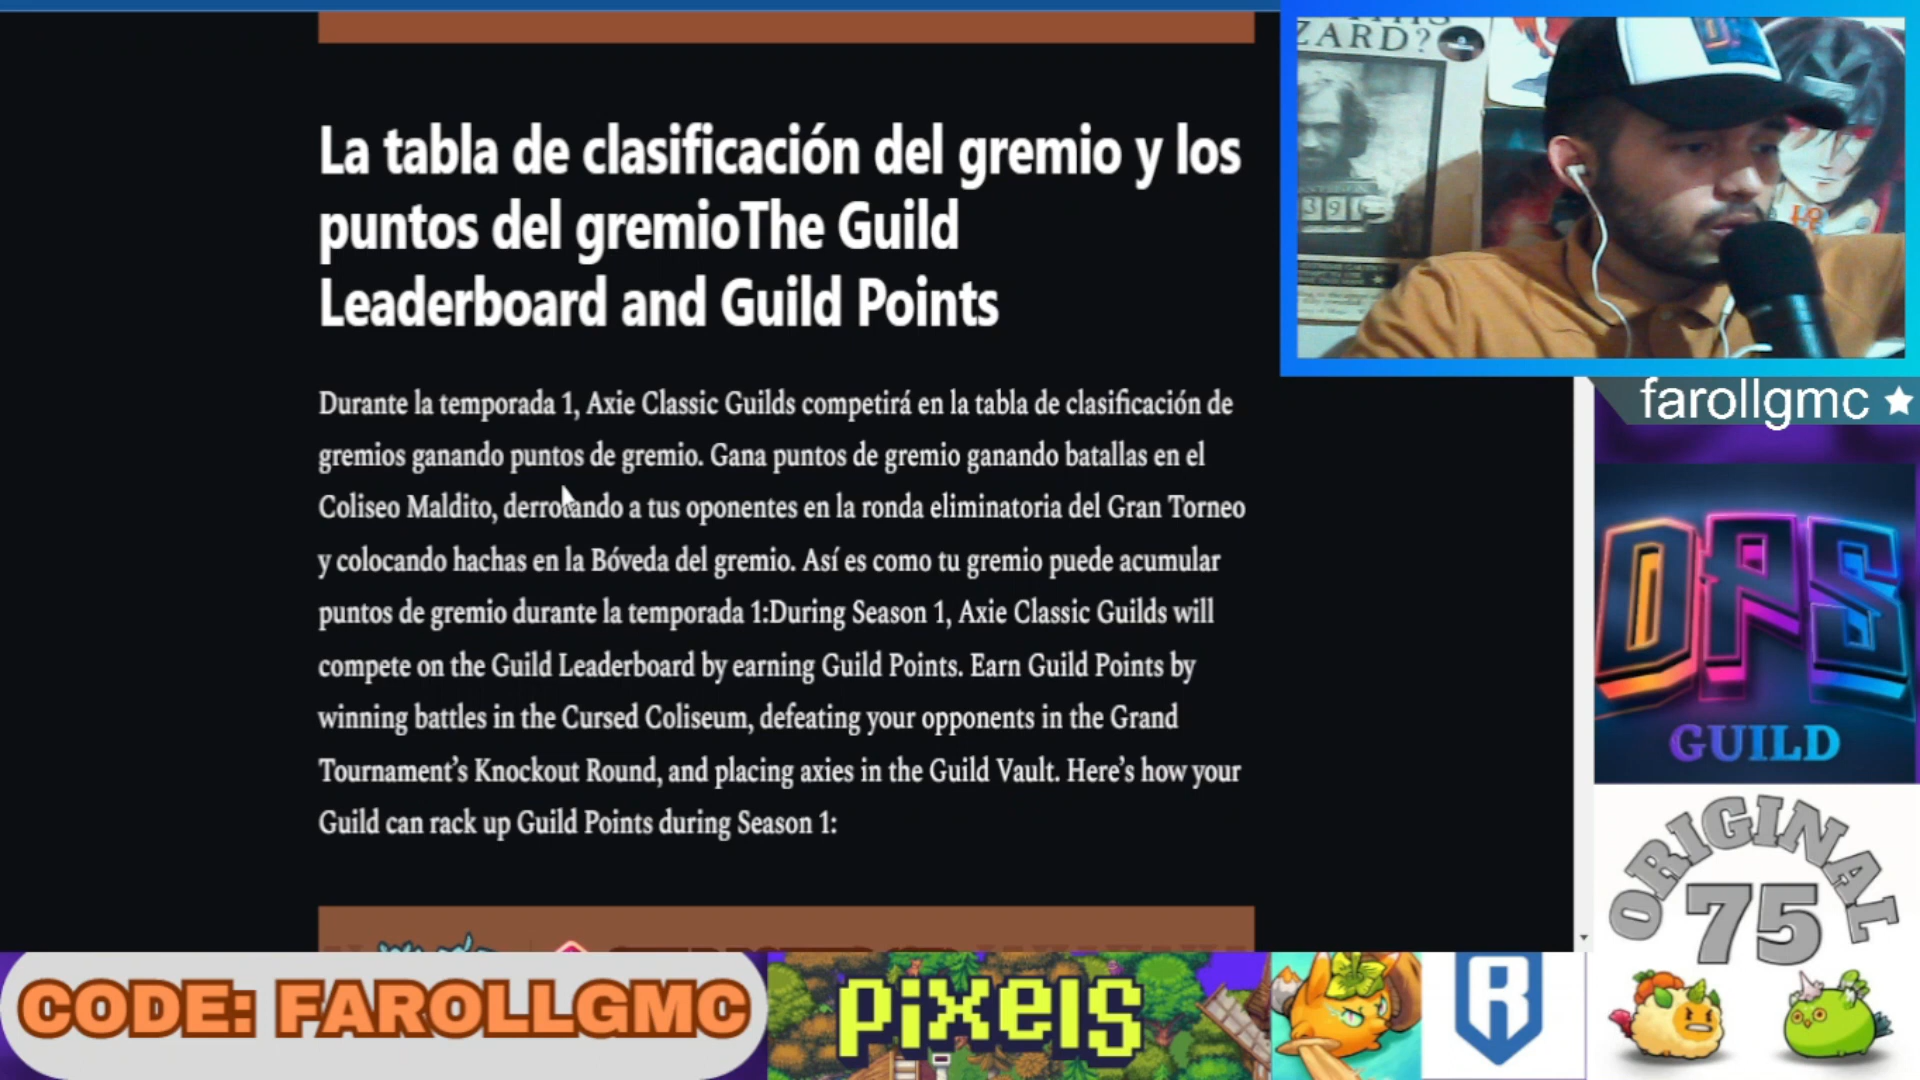 ZARD?
La tabla de clasificación del gremio y los
puntos del gremioThe Guild
Leaderboard and Guild Points
Durante la temporada 1, Axie Classic Guilds competirá en la tabla de clasificación de
gremios ganando puntos de gremio. Gana puntos de gremio ganando batallas en el
Coliseo Maldito, derrotando a tus oponentes en la ronda eliminatoria del Gran Torneo
y colocando hachas en la Bóveda del gremio. Así es como tu gremio puede acumular
puntos de gremio durante la temporada 1:During Season 1, Axie Classic Guilds will
compete on the Guild Leaderboard by earning Guild Points. Earn Guild Points by
winning battles in the Cursed Coliseum, defeating your opponents in the Grand
Tournament’s Knockout Round, and placing axies in the Guild Vault. Here’s how your
Guild can rack up Guild Points during Season 1:
farollgmc
DPS
GUILD
ORIGINAL
75
CODE: FAROLLGMC
pixels
R